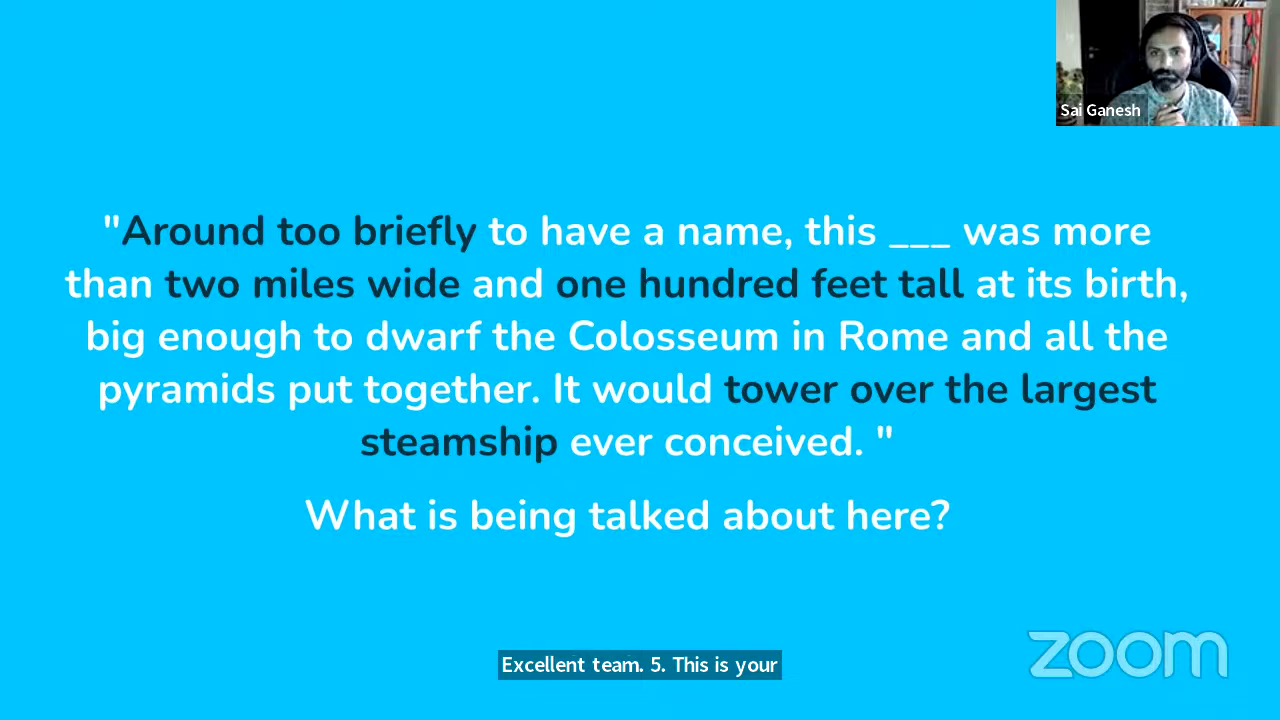 Sai Ganesh
"Around too briefly to have a name, this ___ was more
than two miles wide and one hundred feet tall at its birth,
big enough to dwarf the Colosseum in Rome and all the
pyramids put together. It would tower over the largest
steamship ever conceived. "
What is being talked about here?
zoom
Excellent team. 5. This is your